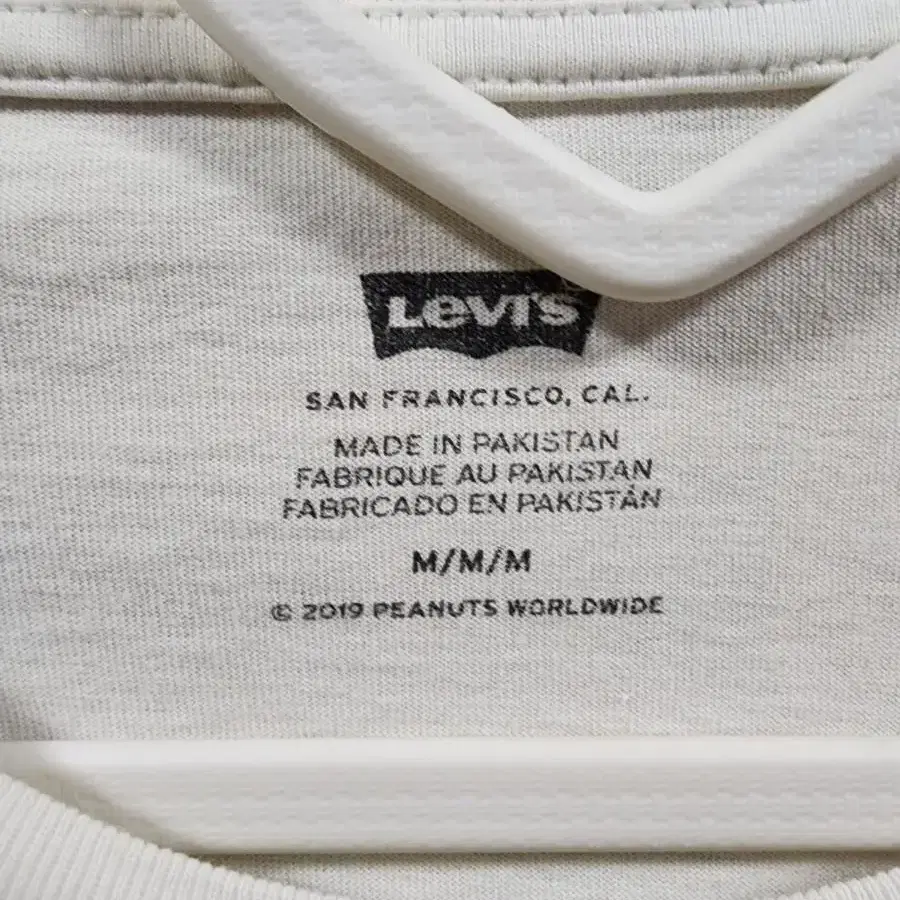 Levi's
SAN FRANCISCO, CAL.
MADE IN PAKISTAN
FABRIQUE AU PAKISTAN
FABRICADO EN PAKISTÁN
M/M/M
© 2019 PEANUTS WORLDWIDE